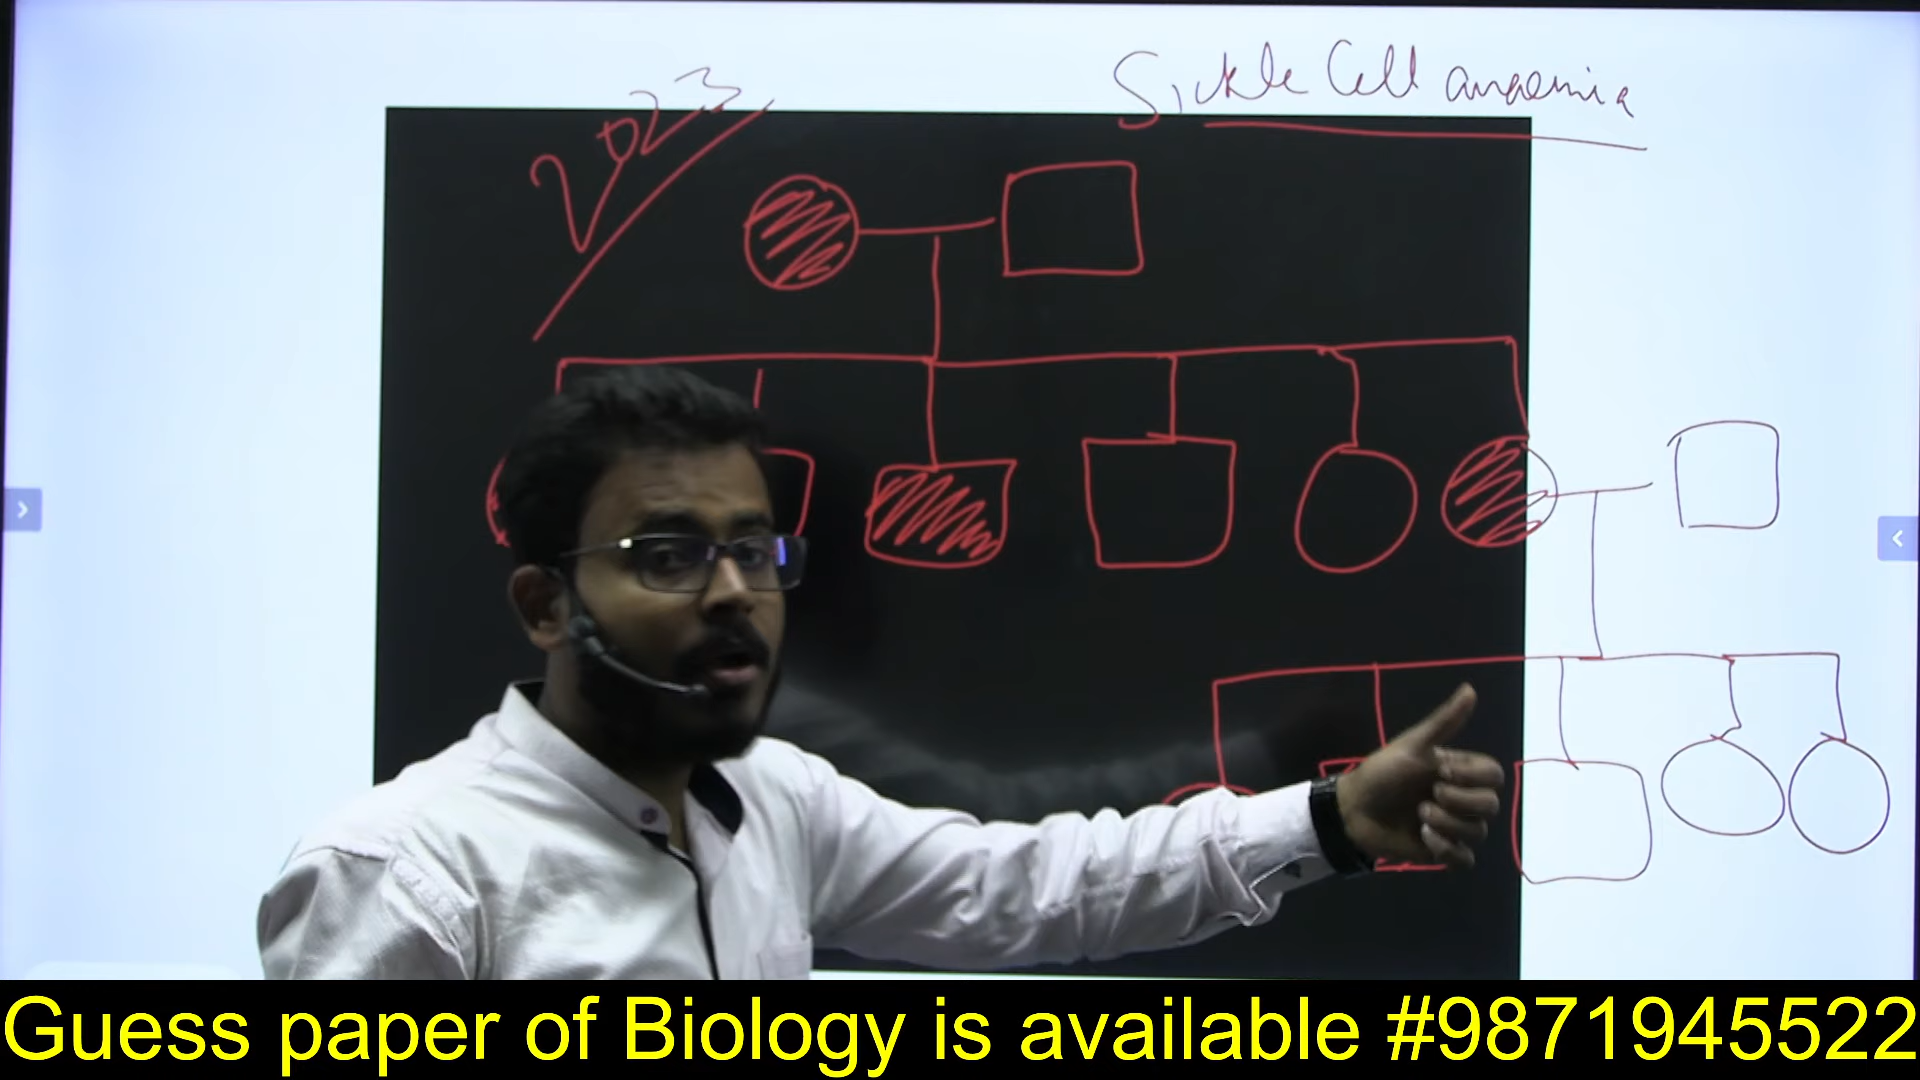 Sickle Cell anaemia
2023
Guess paper of Biology is available #9871945522